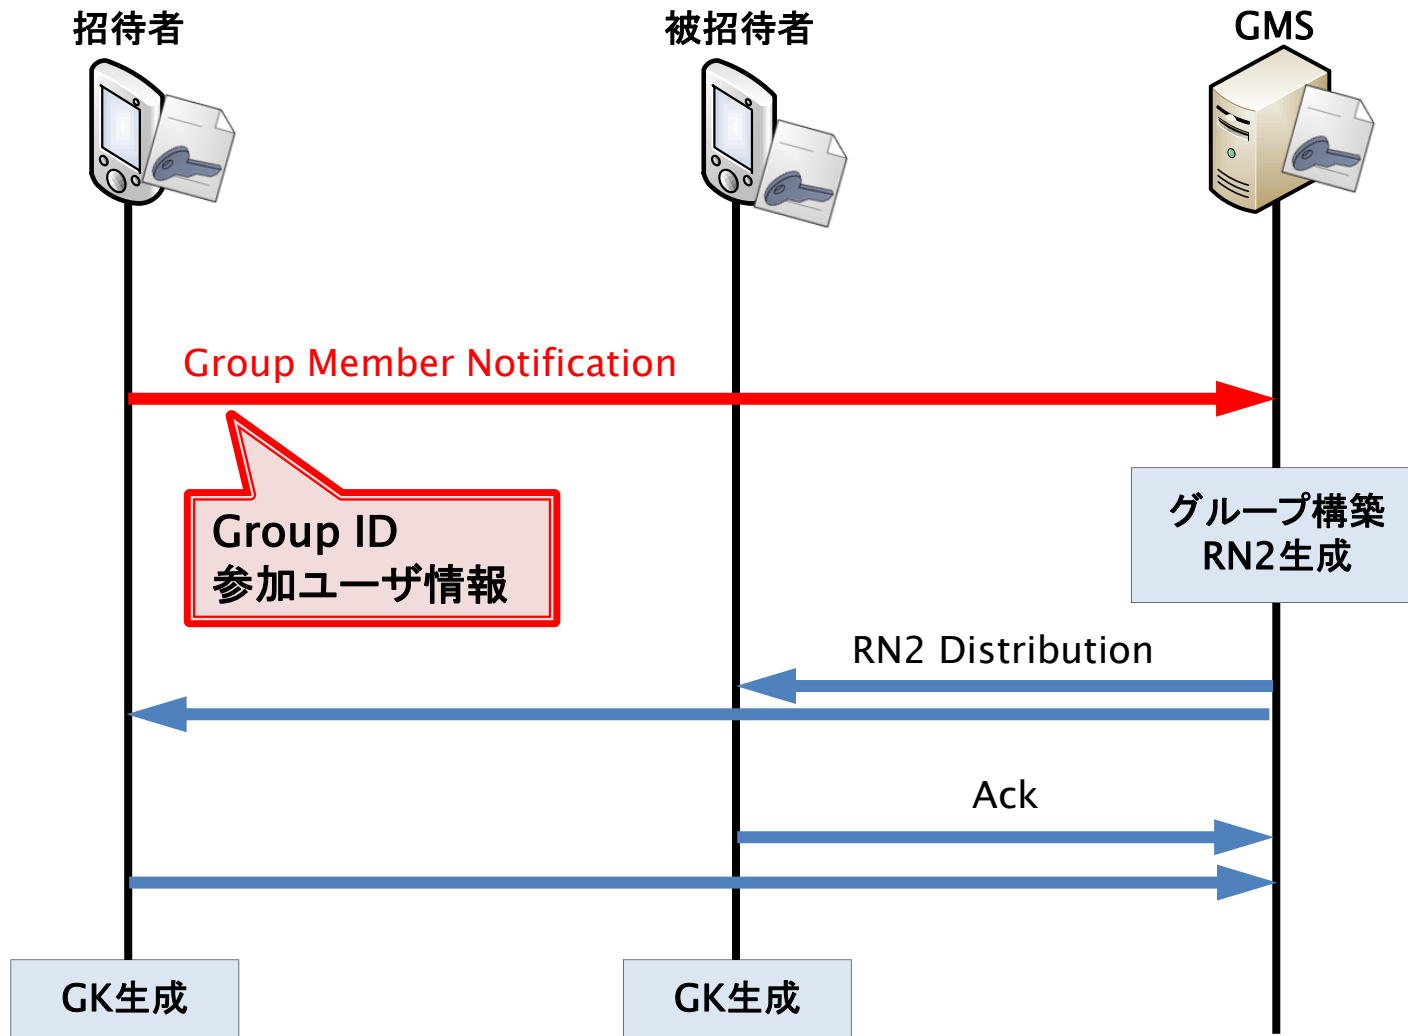 招待者
被招待者
GMS
Group Member Notification
Group ID
参加ユーザ情報
グループ構築
RN2生成
RN2 Distribution
Ack
GK生成
GK生成